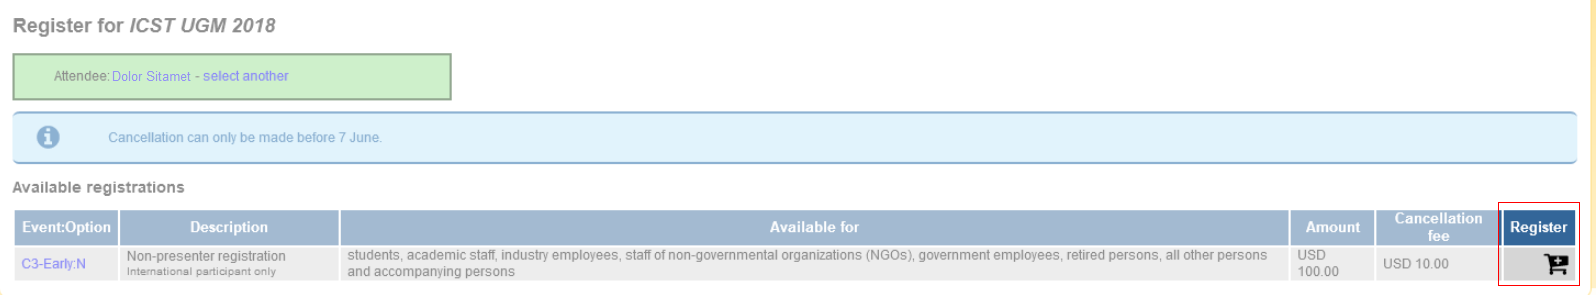 Register for ICST UGM 2018
Attendee: Dolor Sitamet - select another
Cancellation can only be made before 7 June.
Available registrations
Event:Option Description Available for Amount Cancellation fee Register
C3-Early:N Non-presenter registration
International participant only
students, academic staff, industry employees, staff of non-governmental organizations (NGOs), government employees, retired persons, all other persons
and accompanying persons
USD
100.00
USD 10.00